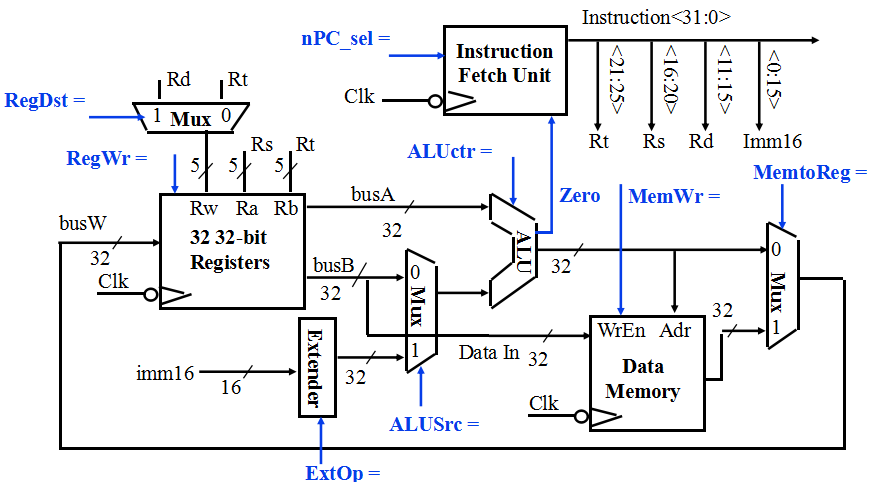 Instruction<31:0>
nPC_sel =
Instruction
Fetch Unit
Clk
<21:25>
<16:20>
<11:15>
<0:15>
Rt
Rs
Rd
Imm16
Rd
Rt
RegDst =
1 Mux 0
RegWr =
5
5
5
Rs
Rt
ALUctr =
Zero
MemWr =
MemtoReg =
busW
32
Rw Ra Rb
32 32-bit
Registers
Clk
busA
32
busB
32
0
Mux
1
ALU
32
0
Mux
1
32
WrEn Adr
Data
Memory
Clk
Data In
32
imm16
16
Extender
32
ALUSrc =
ExtOp =